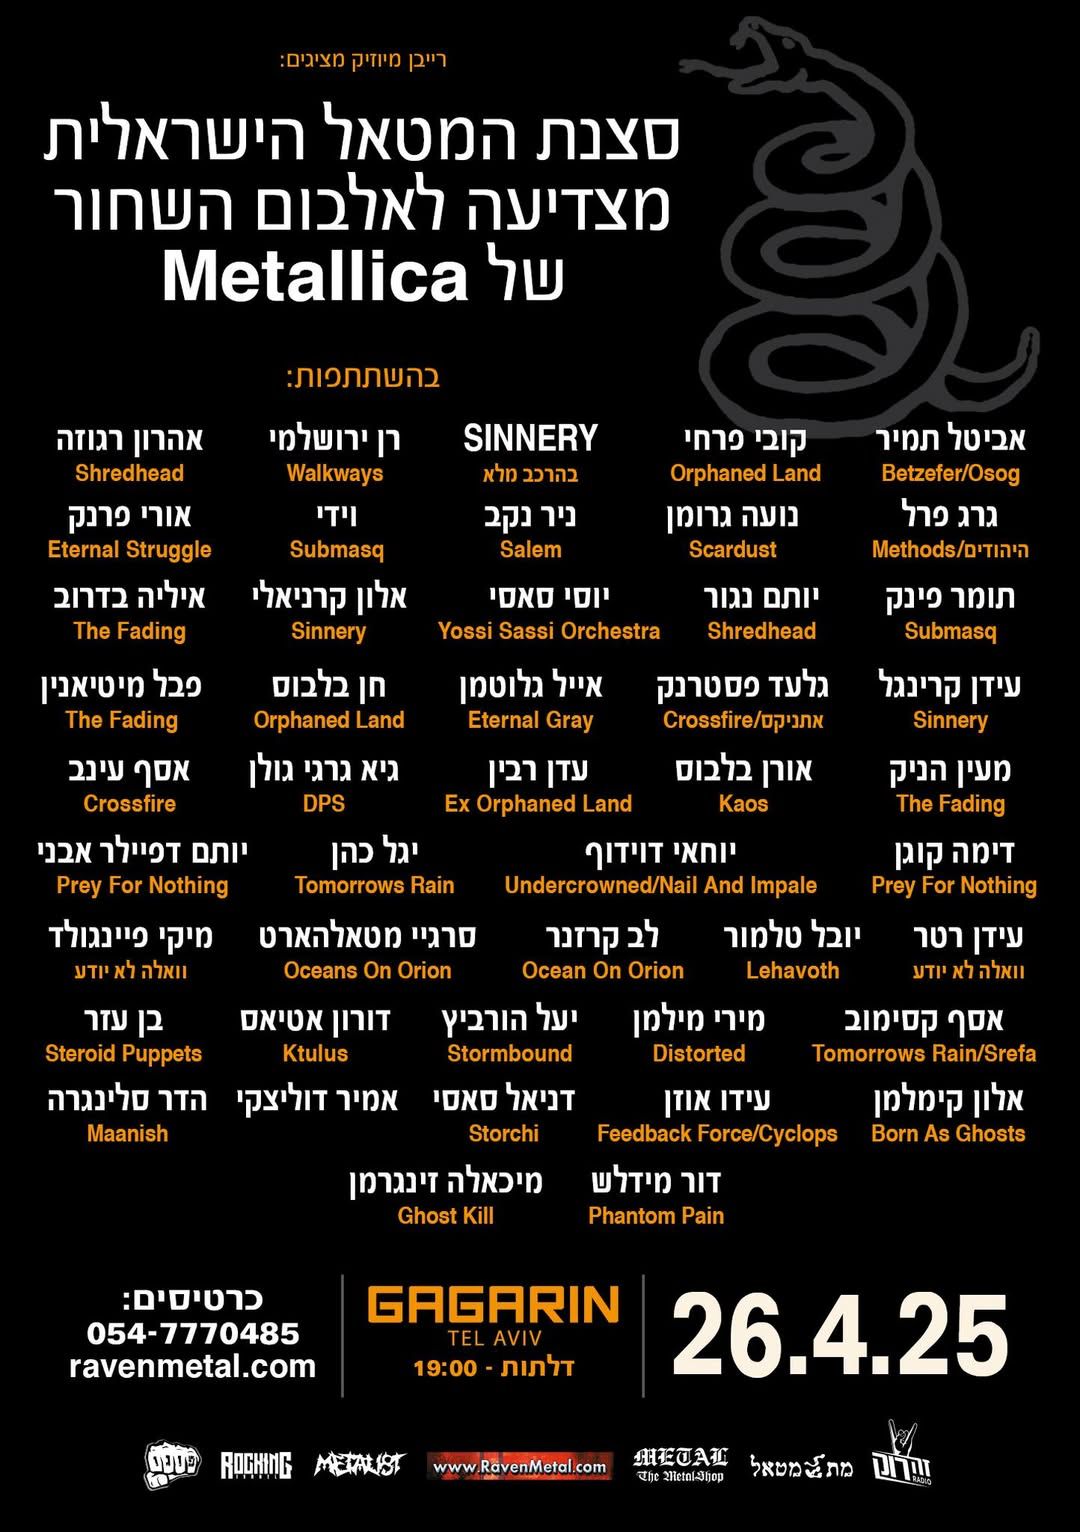 רייבן מיוזיק מציגים:
סצנת המטאל הישראלית
מצדיעה לאלבום השחור
של Metallica
בהשתתפות:
אביטל תמיר
Betzefer/Osog
קובי פרחי
Orphaned Land
SINNERY
בהרכב מלא
רן ירושלמי
Walkways
אהרון רגוזה
Shredhead
גרג פרל
Methods/היהודים
נועה גרומן
Scardust
ניר נקב
Salem
וידי
Submasq
אורי פרנק
Eternal Struggle
תומר פינק
Submasq
יותם נגור
Shredhead
יוסי סאסי
Yossi Sassi Orchestra
אלון קרניאלי
Sinnery
איליה בדרוב
The Fading
עידן קרינגל
Sinnery
גלעד פסטרנק
Crossfire/אתניקס
אייל גלוטמן
Eternal Gray
חן בלבוס
Orphaned Land
פבל מיטיאנין
The Fading
מעין הניק
The Fading
אורן בלבוס
Kaos
עדן רבין
Ex Orphaned Land
גיא גרגי גולן
DPS
אסף עינב
Crossfire
דימה קוגן
Prey For Nothing
יוחאי דוידוף
Undercrowned/Nail And Impale
יגל כהן
Tomorrows Rain
יותם דפיילר אבני
Prey For Nothing
עידן רטר
וואלה לא יודע
יובל טלמור
Lehavoth
לב קרזנר
Ocean On Orion
סרגיי מטאלהארט
Oceans On Orion
מיקי פיינגולד
וואלה לא יודע
אסף קסימוב
Tomorrows Rain/Srefa
מירי מילמן
Distorted
יעל הורביץ
Stormbound
דורון אטיאס
Ktulus
בן עזר
Steroid Puppets
אלון קימלמן
Born As Ghosts
עידו אוזן
Feedback Force/Cyclops
דניאל סאסי
Storchi
אמיר דוליצקי
הדר סלינגרה
Maanish
דור מידלש
Phantom Pain
מיכאלה זינגרמן
Ghost Kill
26.4.25
GAGARIN
TEL AVIV
דלתות - 19:00
כרטיסים:
054-7770485
ravenmetal.com
זה רוק
RADIO
מת מטאל
METAL
The MetalShop
www.RavenMetal.com
METALIST
ROCKING